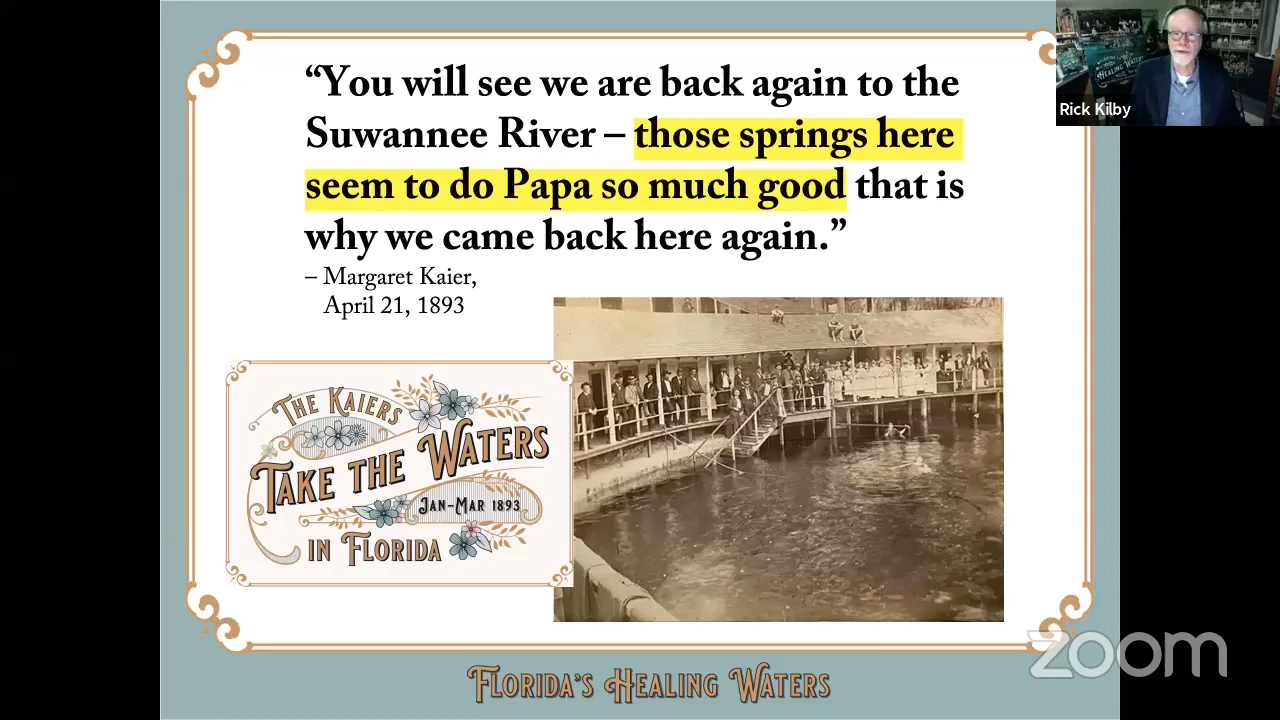 “You will see we are back again to the
Suwannee River – those springs here
seem to do Papa so much good that is
why we came back here again.”
– Margaret Kaier,
April 21, 1893
THE KAIERS
TAKE THE WATERS
JAN–MAR 1893
IN FLORIDA
FLORIDA'S HEALING WATERS
HEALING WATERS
Rick Kilby
zoom